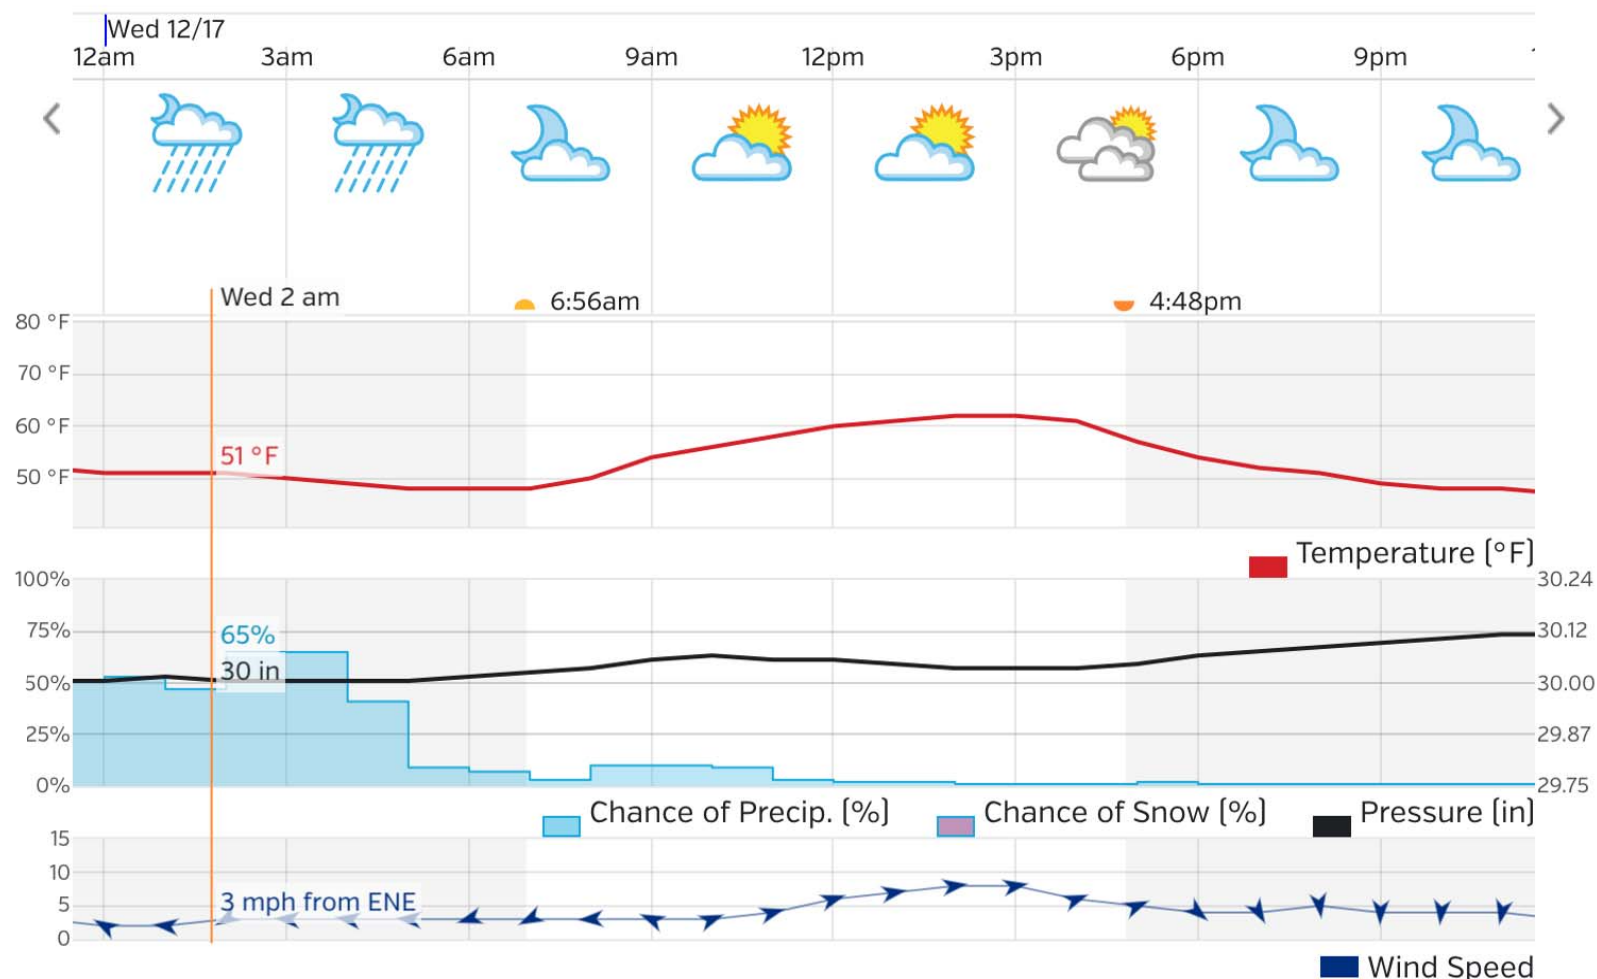 Wed 12/17
12am 3am 6am 9am 12pm 3pm 6pm 9pm
Wed 2 am 6:56am 4:48pm
80 °F
70 °F
60 °F
51 °F
50 °F
Temperature (°F)
100% 30.24
75% 65% 30.12
30 in
50% 30.00
25% 29.87
0% 29.75
Chance of Precip. (%) Chance of Snow (%) Pressure (in)
15
10
5 3 mph from ENE
0
Wind Speed